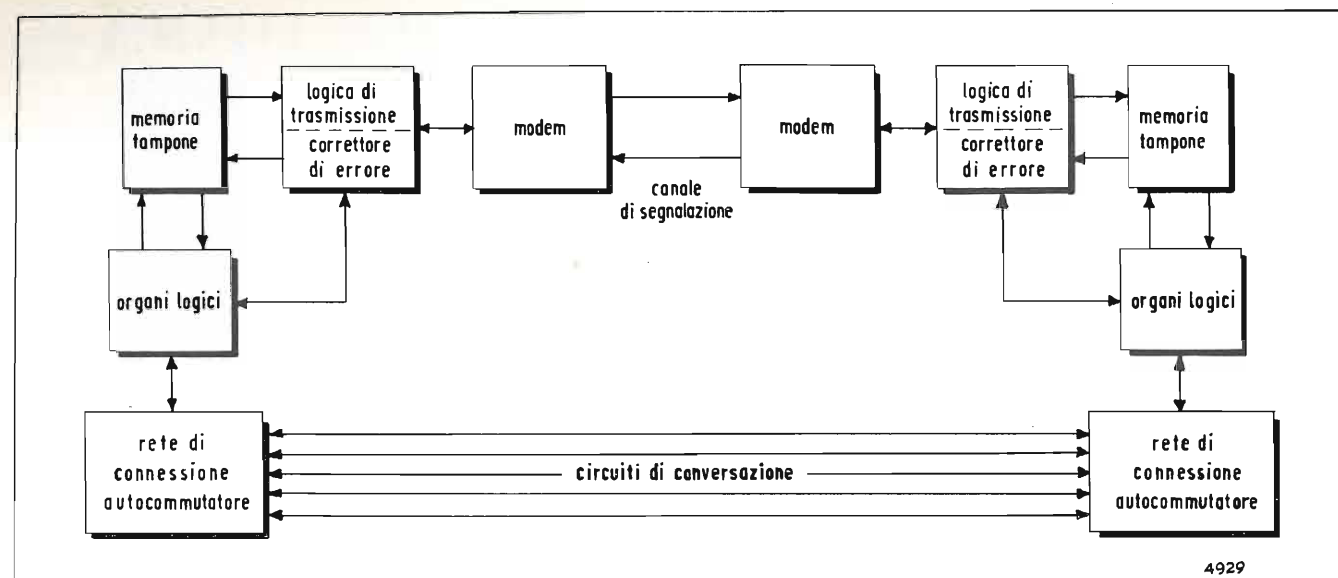 memoria
tampone
logica di
trasmissione
correttore
di errore
modem
modem
logica di
trasmissione
correttore
di errore
memoria
tampone
canale
di segnalazione
organi logici
organi logici
rete di
connessione
autocommutatore
circuiti di conversazione
rete di
connessione
autocommutatore
4929